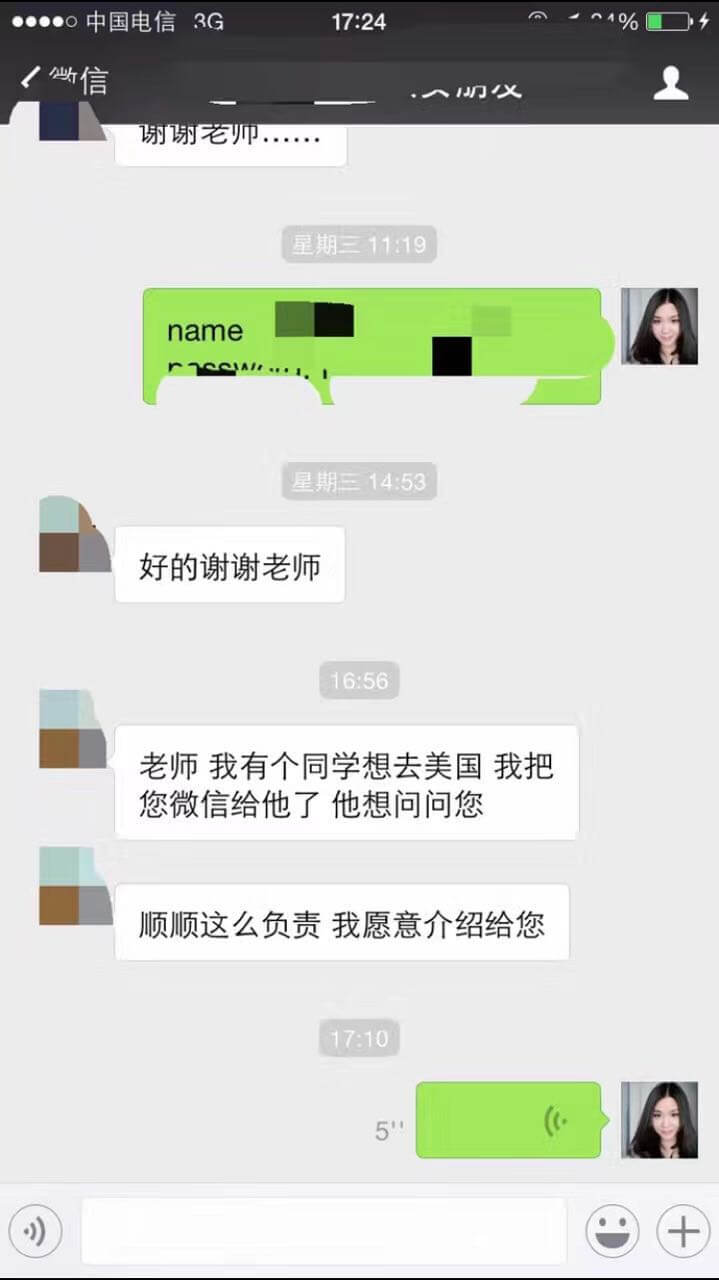 中国电信 3G
17:24
微信
谢谢老师……
星期三 11:19
name
星期三 14:53
好的谢谢老师
16:56
老师 我有个同学想去美国 我把
您微信给他了 他想问问您
顺顺这么负责 我愿意介绍给您
17:10
5''